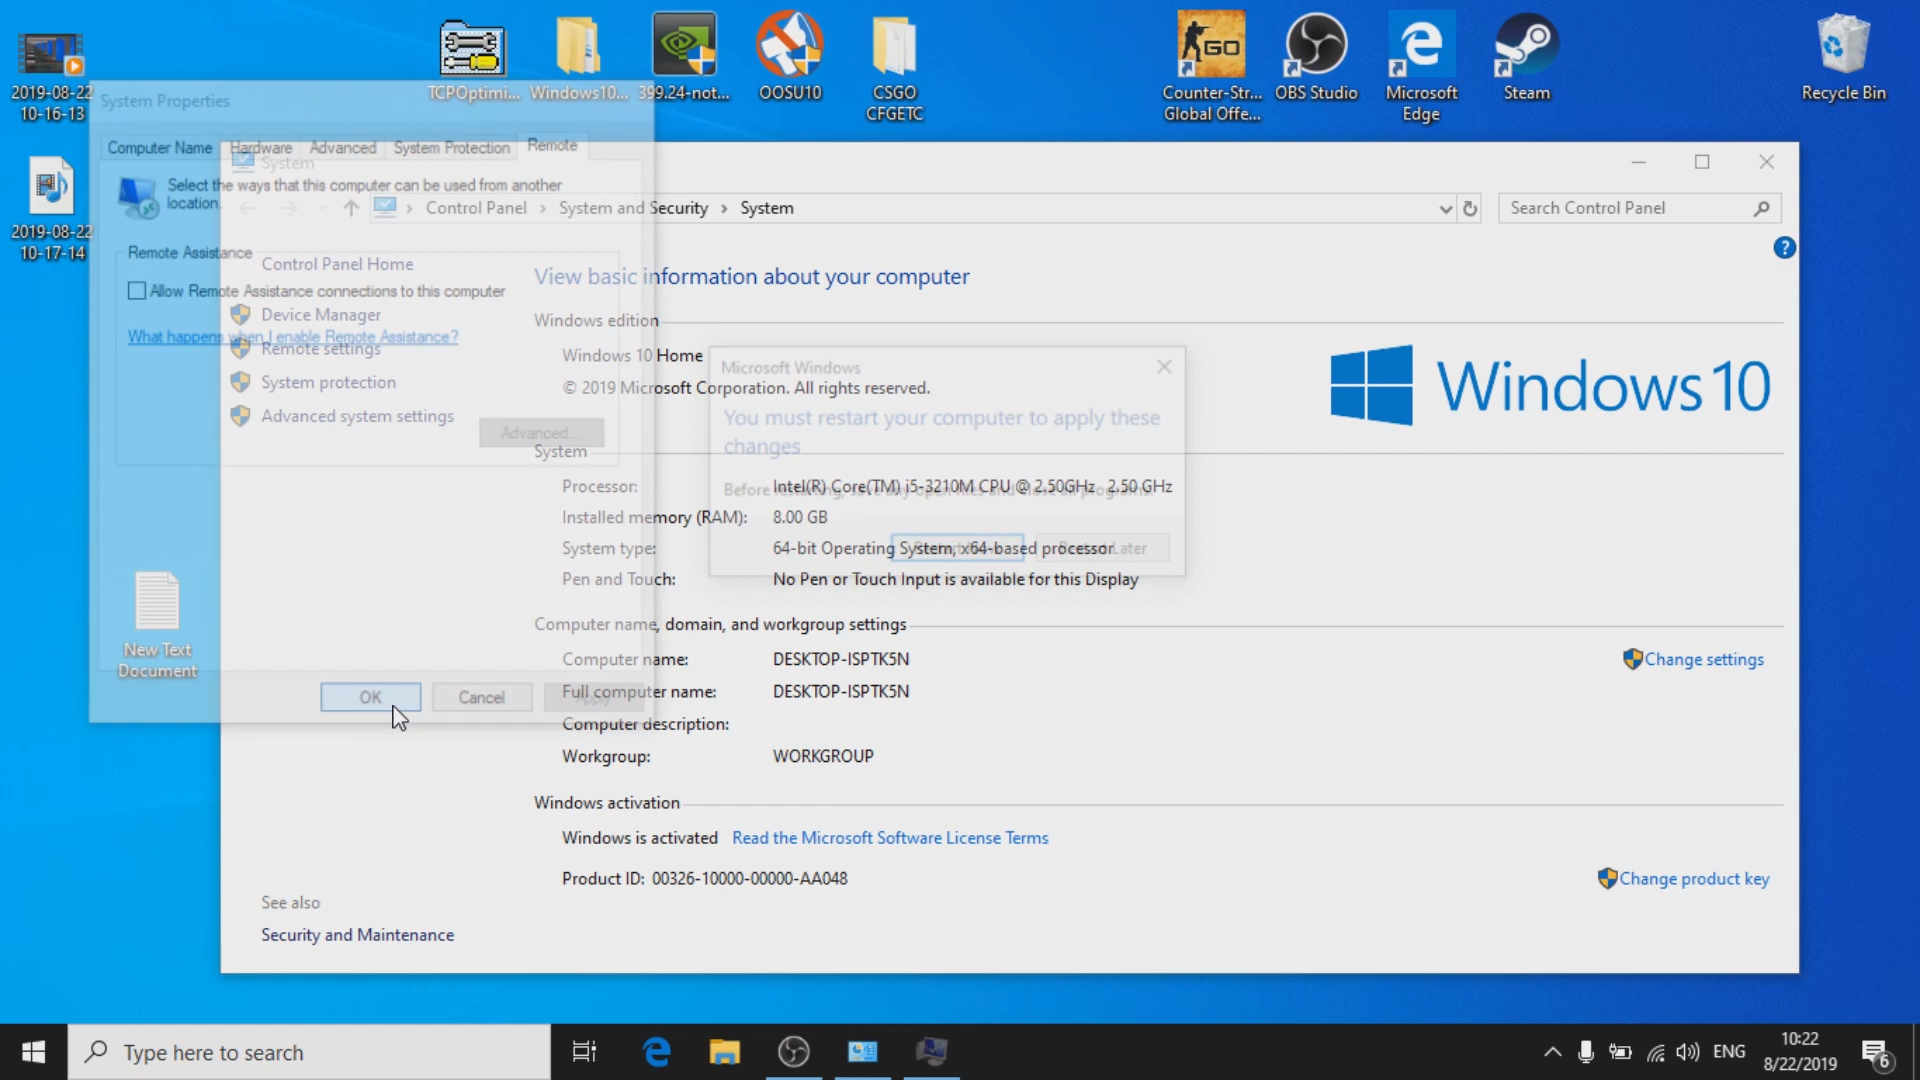 2019-08-22
10-16-13
TCPOptimi...
Windows10...
399.24-not...
OOSU10
CSGO
CFGETC
GO
Counter-Str...
Global Offe...
OBS Studio
Microsoft
Edge
Steam
Recycle Bin
2019-08-22
10-17-14
New Text
Document
System Properties
Computer Name
Hardware
Advanced
System Protection
Remote
Select the ways that this computer can be used from another
location.
Remote Assistance
Allow Remote Assistance connections to this computer
What happens when I enable Remote Assistance?
Advanced...
OK
Cancel
Apply
System
Control Panel > System and Security > System
Search Control Panel
?
Control Panel Home
Device Manager
Remote settings
System protection
Advanced system settings
See also
Security and Maintenance
View basic information about your computer
Windows edition
Windows 10 Home
© 2019 Microsoft Corporation. All rights reserved.
Windows 10
System
Processor: Intel(R) Core(TM) i5-3210M CPU @ 2.50GHz 2.50 GHz
Installed memory (RAM): 8.00 GB
System type: 64-bit Operating System, x64-based processor
Pen and Touch: No Pen or Touch Input is available for this Display
Computer name, domain, and workgroup settings
Computer name: DESKTOP-ISPTK5N
Change settings
Full computer name: DESKTOP-ISPTK5N
Computer description:
Workgroup: WORKGROUP
Windows activation
Windows is activated Read the Microsoft Software License Terms
Product ID: 00326-10000-00000-AA048
Change product key
Microsoft Windows
You must restart your computer to apply these
changes
Before restarting, save any open files and close all programs.
Later
Type here to search
ENG
10:22
8/22/2019
6